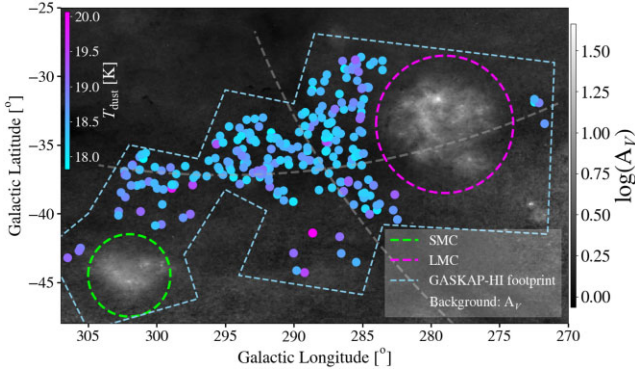 −25
−30
−35
−40
−45
Galactic Latitude [°]
20.0
19.5
19.0
18.5
18.0
T_dust [K]
SMC
LMC
GASKAP-HI footprint
Background: A_V
1.50
1.25
1.00
0.75
0.50
0.25
0.00
log(A_V)
305 300 295 290 285 280 275 270
Galactic Longitude [°]